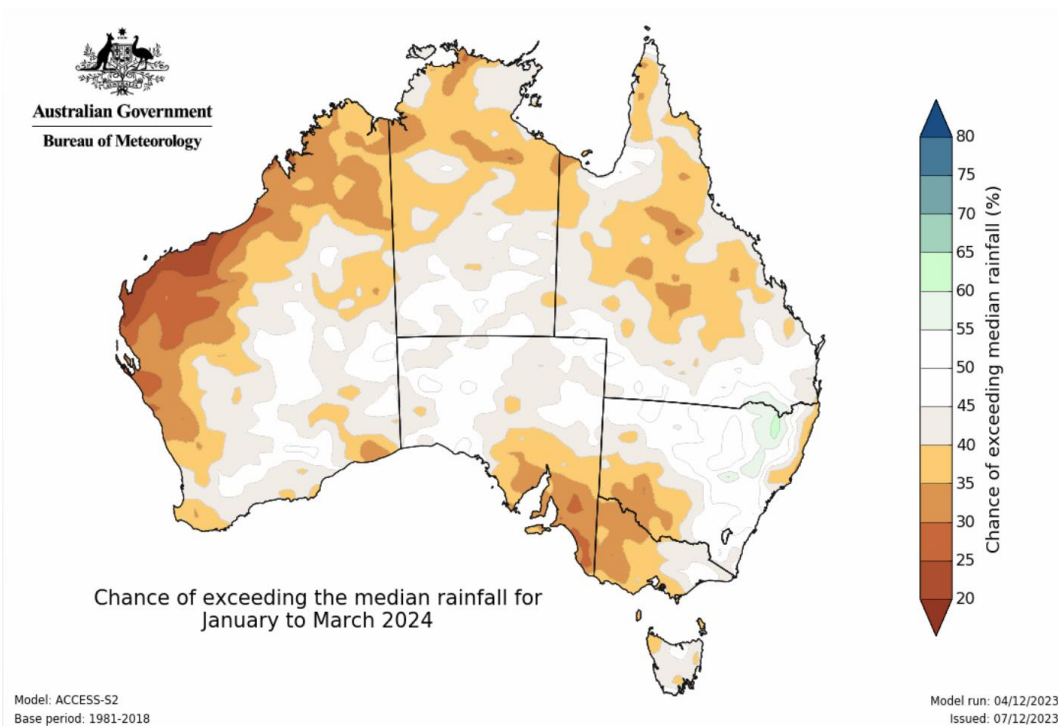 Australian Government
Bureau of Meteorology
80
75
70
65
60
55
50
45
40
35
30
25
20
Chance of exceeding median rainfall (%)
Chance of exceeding the median rainfall for
January to March 2024
Model: ACCESS-S2
Base period: 1981-2018
Model run: 04/12/2023
Issued: 07/12/2023